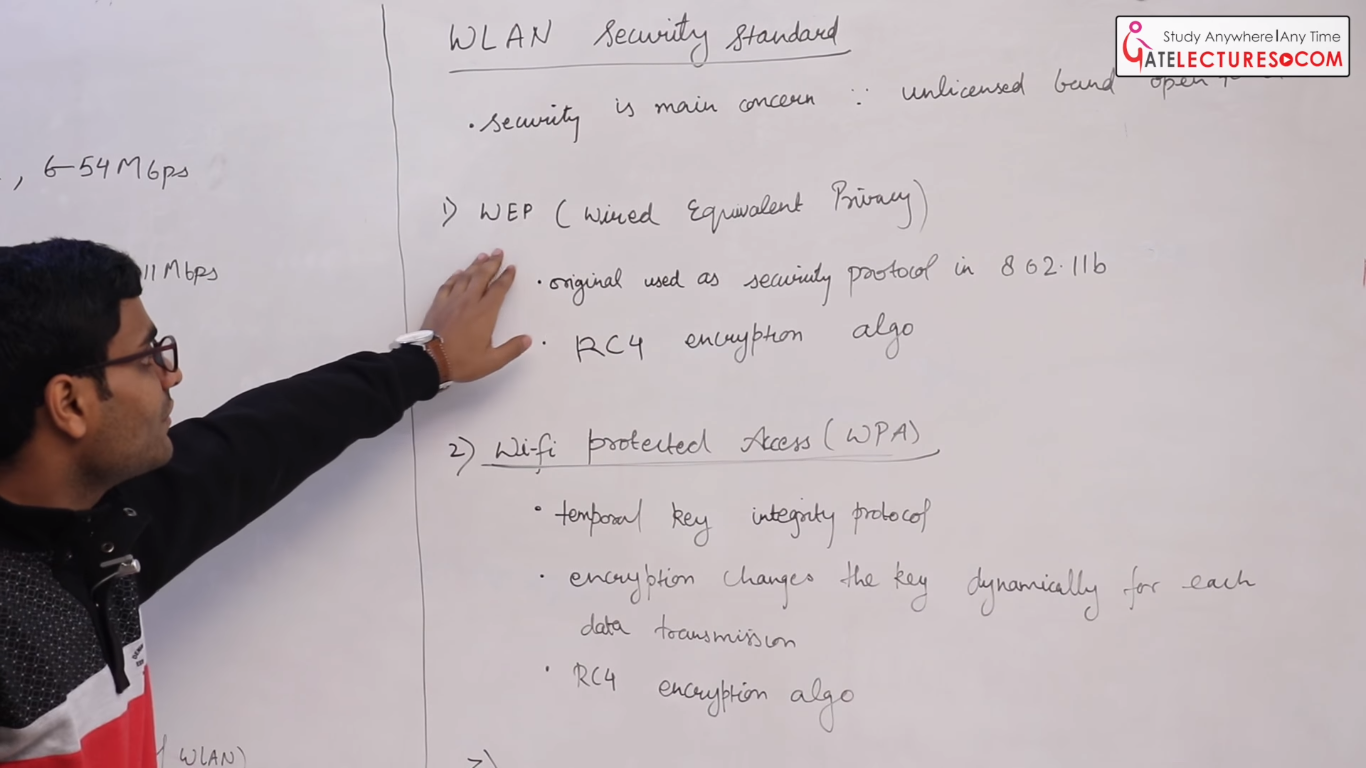 Study Anywhere|Any Time
GATELECTURES.COM
WLAN Security Standard
• security is main concern ∵ unlicensed band open
, 6-54 Mbps
11 Mbps
1) WEP (Wired Equivalent Privacy)
• original used as security protocol in 802.11b
• RC4 encryption algo
2) Wi-fi protected Access (WPA)
• temporal key integrity protocol
• encryption changes the key dynamically for each
data transmission
• RC4 encryption algo
WLAN)